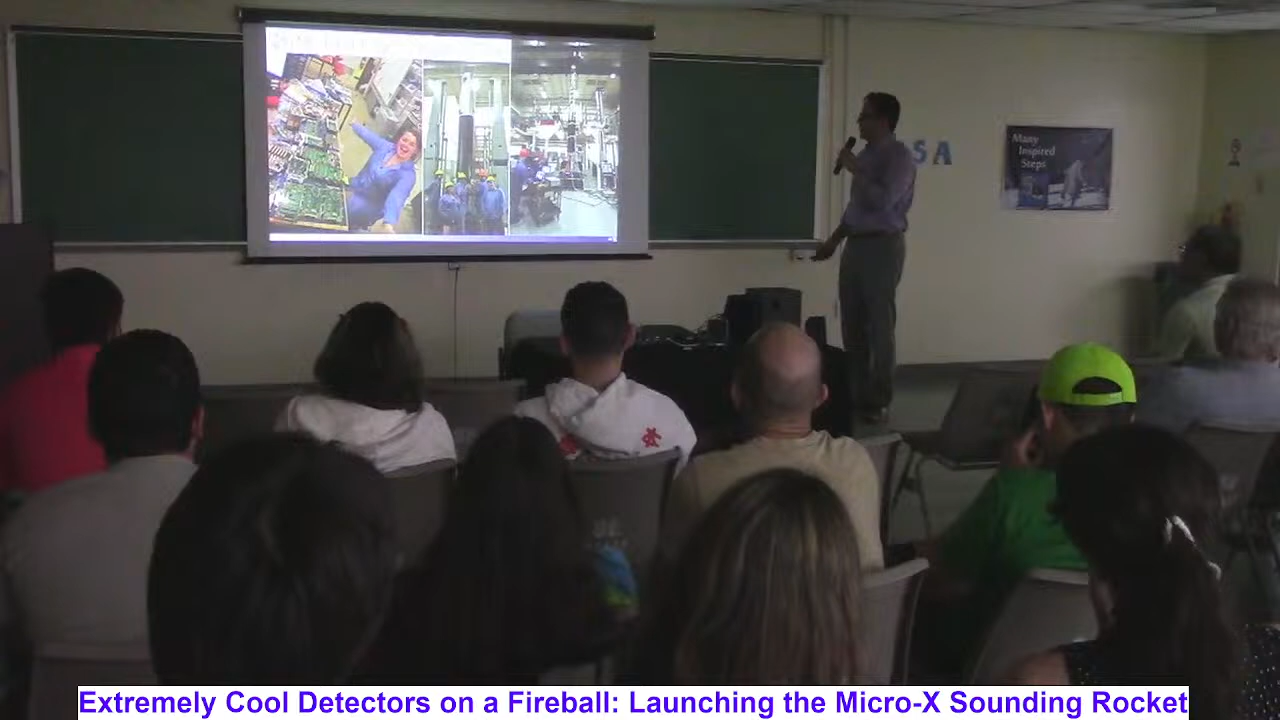 SA
Many
Inspired
Steps
Extremely Cool Detectors on a Fireball: Launching the Micro-X Sounding Rocket